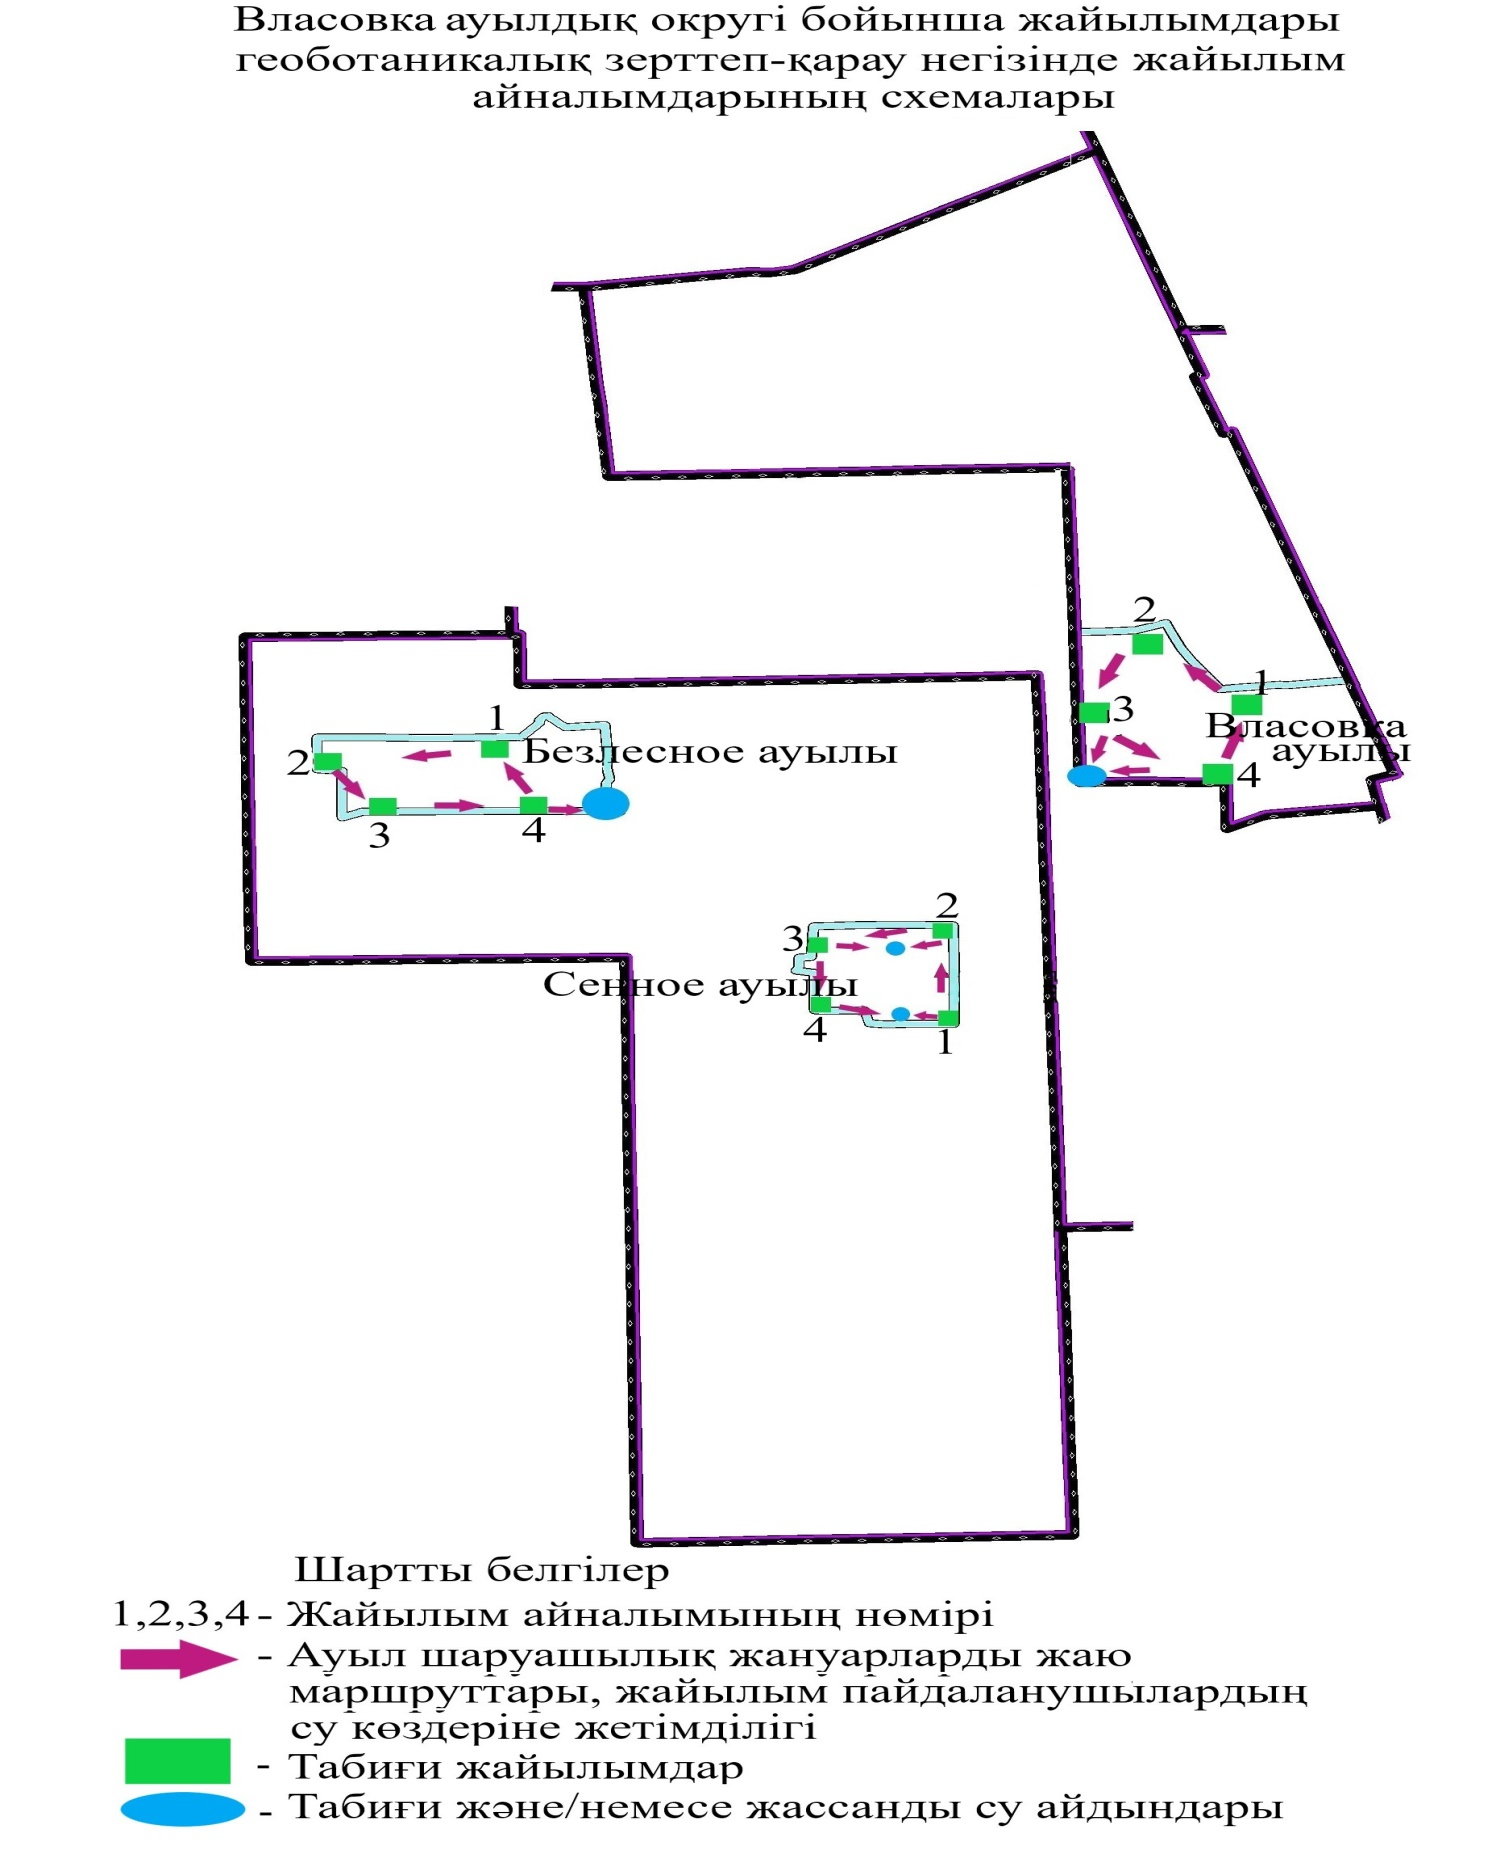 Власовка ауылдық округі бойынша жайылымдары
геоботаникалық зерттеп-қарау негізінде жайылым
айналымдарының схемалары
2
1
3
Власовка
ауылы
4
1
Безлесное ауылы
2
3
4
2
3
Сенное ауылы
4
1
Шартты белгілер
1,2,3,4 - Жайылым айналымының нөмірі
- Ауыл шаруашылық жануарларды жаю
маршруттары, жайылым пайдаланушылардың
су көздеріне жетімділігі
- Табиғи жайылымдар
- Табиғи және/немесе жассанды су айдындары